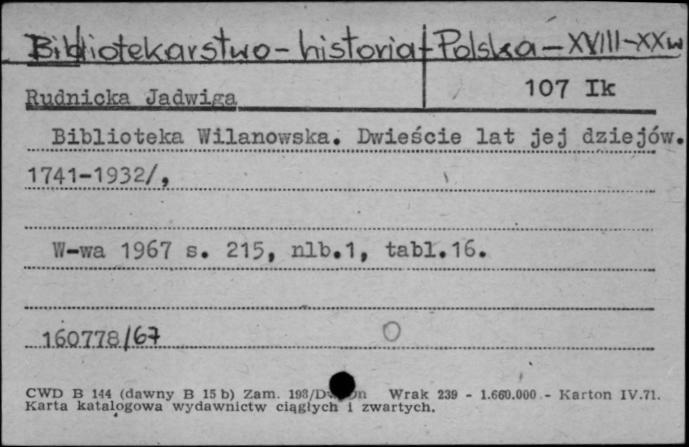 Bibliotekarstwo - historia - Polska - XVIII-XXw
107 Ik
Rudnicka Jadwiga
Biblioteka Wilanowska. Dwieście lat jej dziejów.
1741-1932/,
W-wa 1967 s. 215, nlb.1, tabl.16.
160778/67
CWD B 144 (dawny B 15 b) Zam. 198/ Wrak 239 - 1.660.000 - Karton IV.71.
Karta katalogowa wydawnictw ciągłych i zwartych.